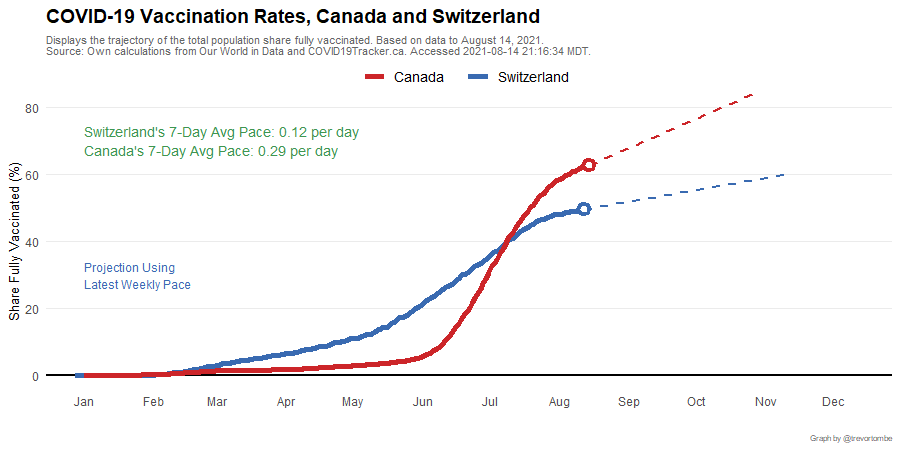 COVID-19 Vaccination Rates, Canada and Switzerland
Displays the trajectory of the total population share fully vaccinated. Based on data to August 14, 2021.
Source: Own calculations from Our World in Data and COVID19Tracker.ca. Accessed 2021-08-14 21:16:34 MDT.
Canada Switzerland
80
Switzerland's 7-Day Avg Pace: 0.12 per day
Canada's 7-Day Avg Pace: 0.29 per day
60
40
Projection Using
Latest Weekly Pace
20
0
Share Fully Vaccinated (%)
Jan Feb Mar Apr May Jun Jul Aug Sep Oct Nov Dec
Graph by @trevortombe